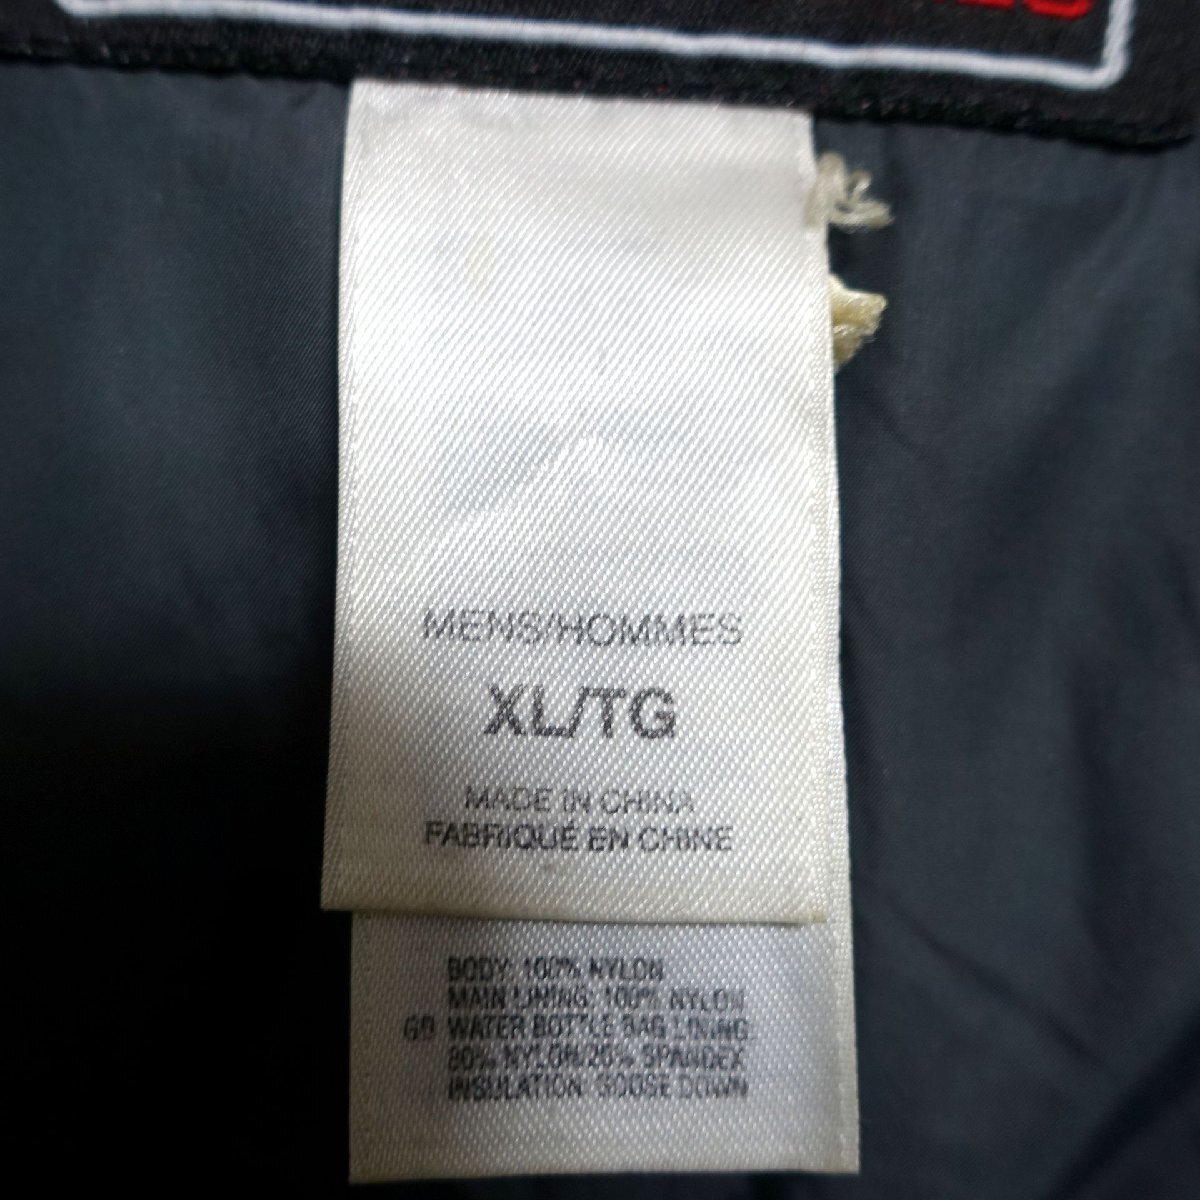 MENS/HOMMES
XL/TG
MADE IN CHINA
FABRIQUÉ EN CHINE
BODY: 100% NYLON
MAIN LINING: 100% NYLON
GB WATER BOTTLE BAG LINING
80% NYLON/20% SPANDEX
INSULATION: GOOSE DOWN